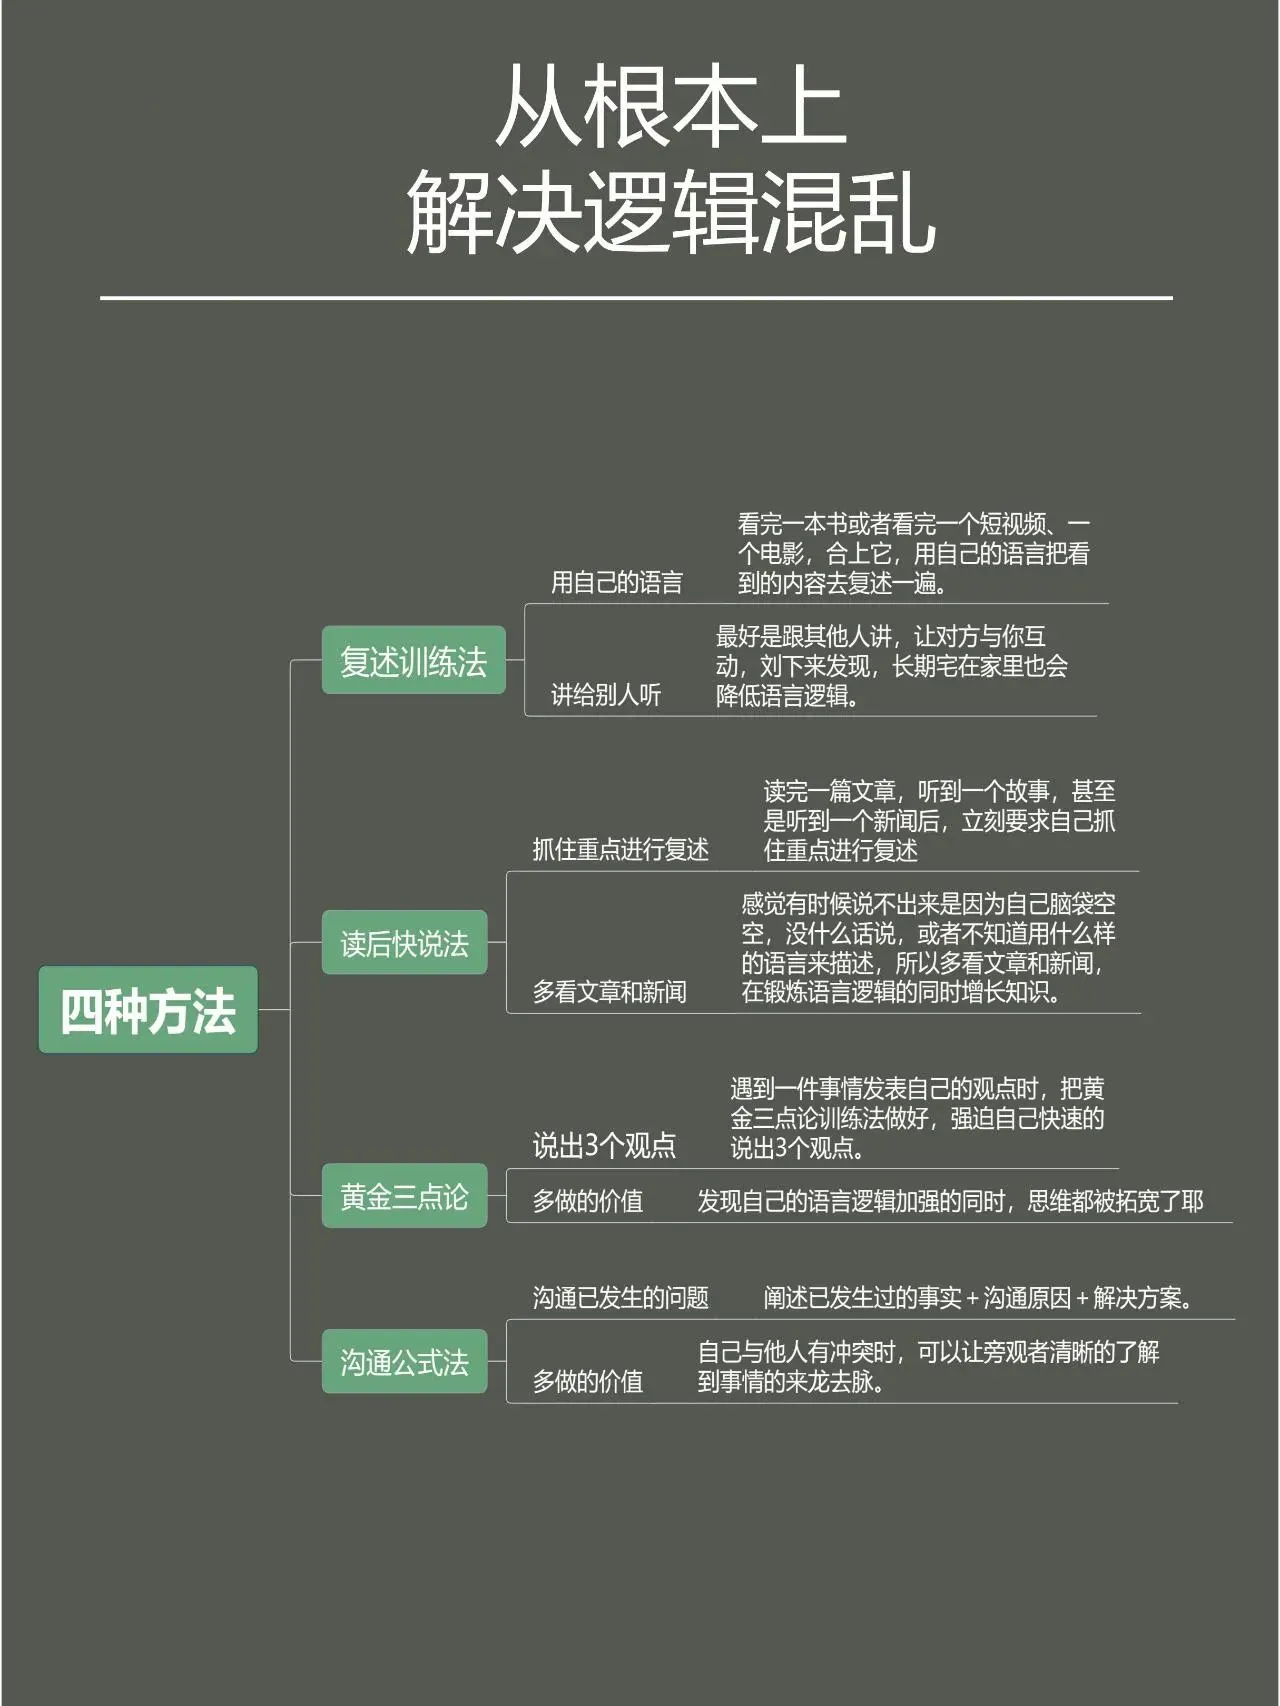 从根本上
解决逻辑混乱
四种方法
复述训练法
用自己的语言
看完一本书或者看完一个短视频、一
个电影，合上它，用自己的语言把看
到的内容去复述一遍。
讲给别人听
最好是跟其他人讲，让对方与你互
动，刘下来发现，长期宅在家里也会
降低语言逻辑。
读后快说法
抓住重点进行复述
读完一篇文章，听到一个故事，甚至
是听到一个新闻后，立刻要求自己抓
住重点进行复述
多看文章和新闻
感觉有时候说不出来是因为自己脑袋空
空，没什么话说，或者不知道用什么样
的语言来描述，所以多看文章和新闻，
在锻炼语言逻辑的同时增长知识。
黄金三点论
说出3个观点
遇到一件事情发表自己的观点时，把黄
金三点论训练法做好，强迫自己快速的
说出3个观点。
多做的价值
发现自己的语言逻辑加强的同时，思维都被拓宽了耶
沟通公式法
沟通已发生的问题
阐述已发生过的事实＋沟通原因＋解决方案。
多做的价值
自己与他人有冲突时，可以让旁观者清晰的了解
到事情的来龙去脉。